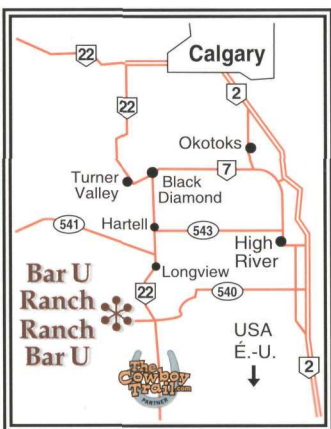 22
Calgary
22
2
Okotoks
7
Turner
Valley
Black
Diamond
541
Hartell
543
High
River
Longview
Bar U
Ranch
Ranch
Bar U
22
540
USA
É.-U.
2
The
Cowboy
Trail.com
PARTNER